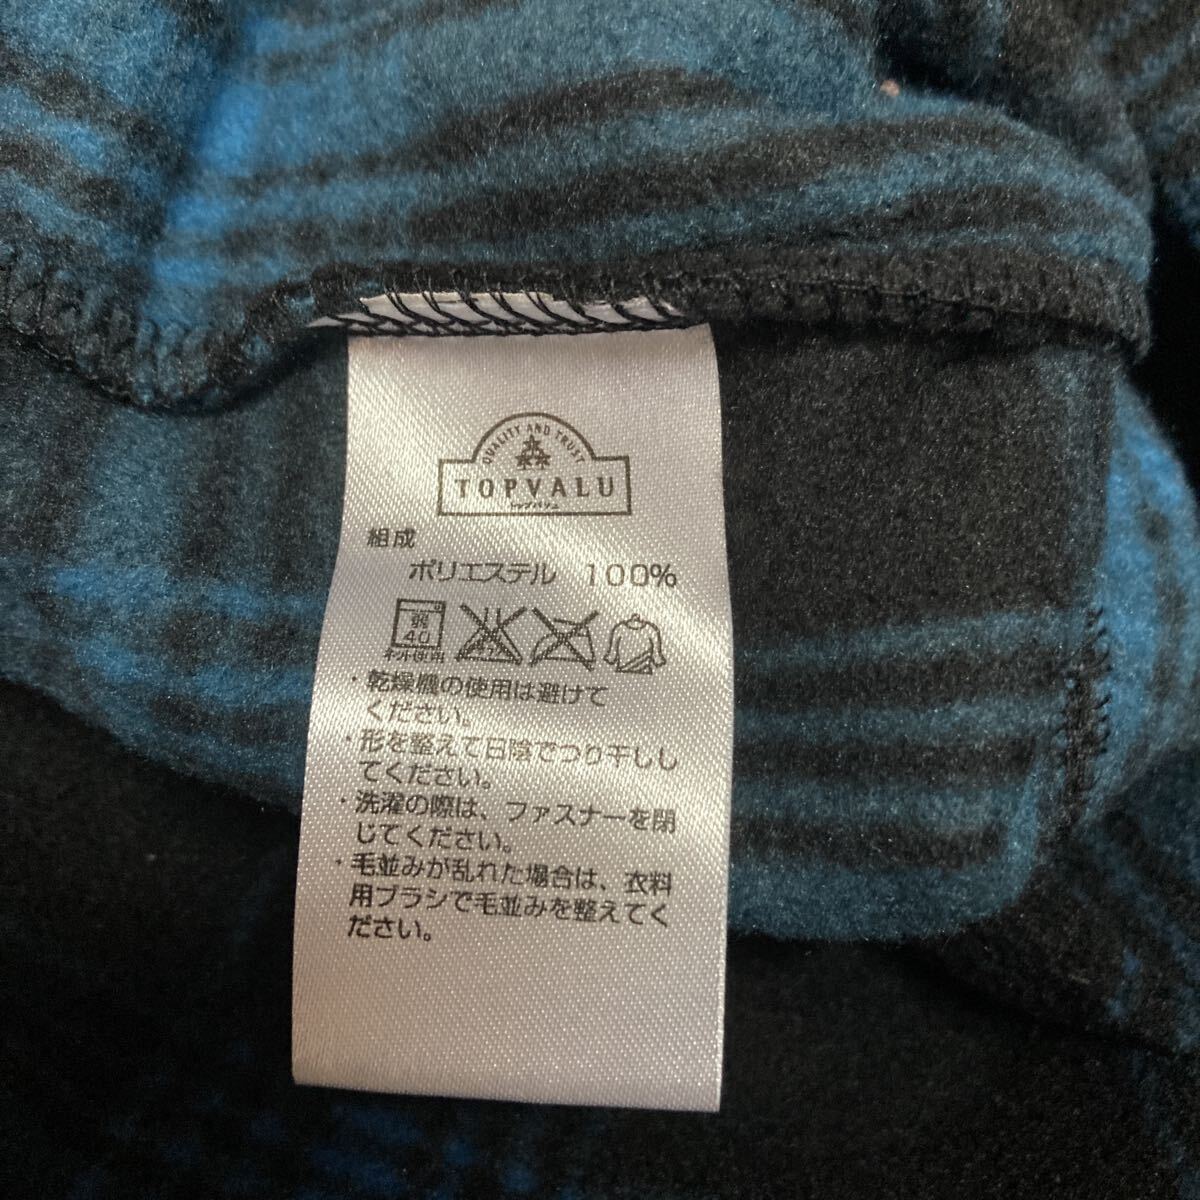 QUALITY AND TRUST
TOPVALU
トップバリュ
組成
ポリエステル 100%
弱
40
ネット使用
・乾燥機の使用は避けて
ください。
・形を整えて日陰でつり干しし
てください。
・洗濯の際は、ファスナーを閉
じてください。
・毛並みが乱れた場合は、衣料
用ブラシで毛並みを整えてく
ださい。